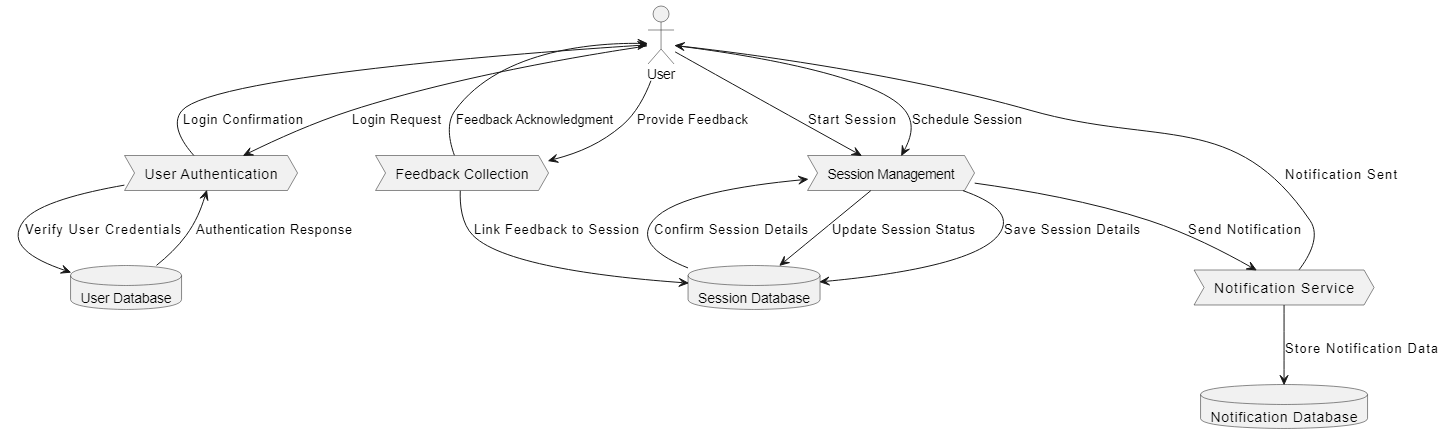 User
Login Confirmation
Login Request
Feedback Acknowledgment
Provide Feedback
Start Session
Schedule Session
User Authentication
Feedback Collection
Session Management
Notification Sent
Verify User Credentials
Authentication Response
Link Feedback to Session
Confirm Session Details
Update Session Status
Save Session Details
Send Notification
User Database
Session Database
Notification Service
Store Notification Data
Notification Database